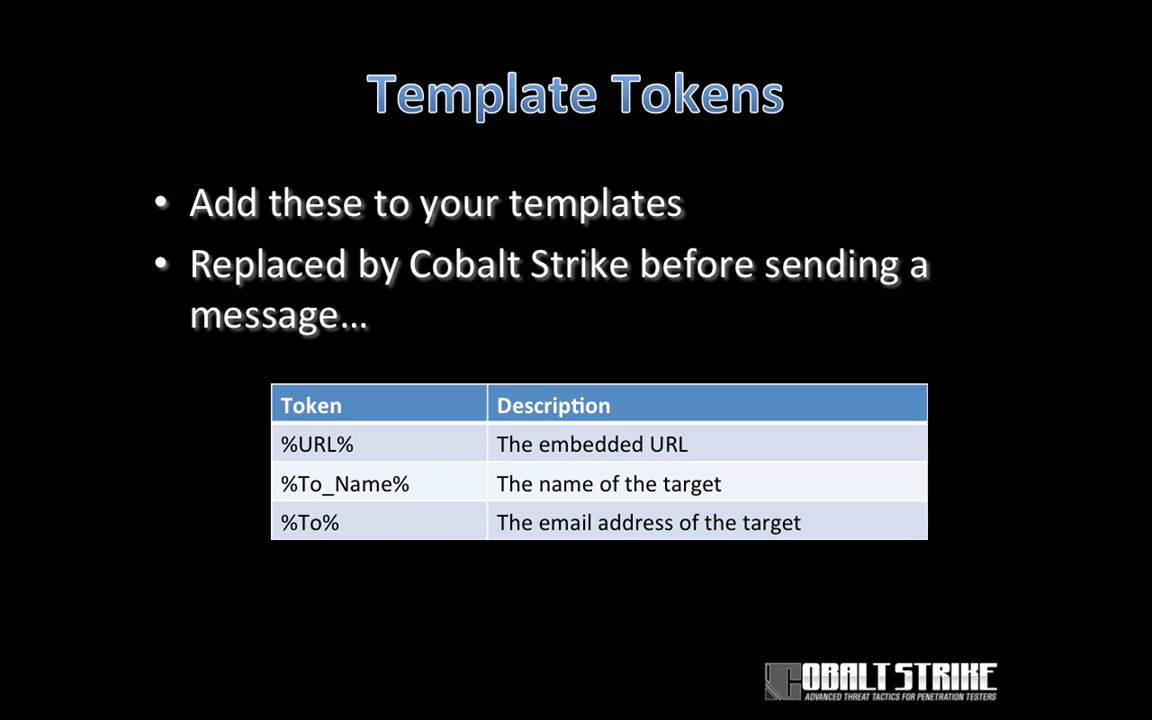 Template Tokens
• Add these to your templates
• Replaced by Cobalt Strike before sending a
message…
Token Description
%URL% The embedded URL
%To_Name% The name of the target
%To% The email address of the target
COBALT STRIKE
ADVANCED THREAT TACTICS FOR PENETRATION TESTERS